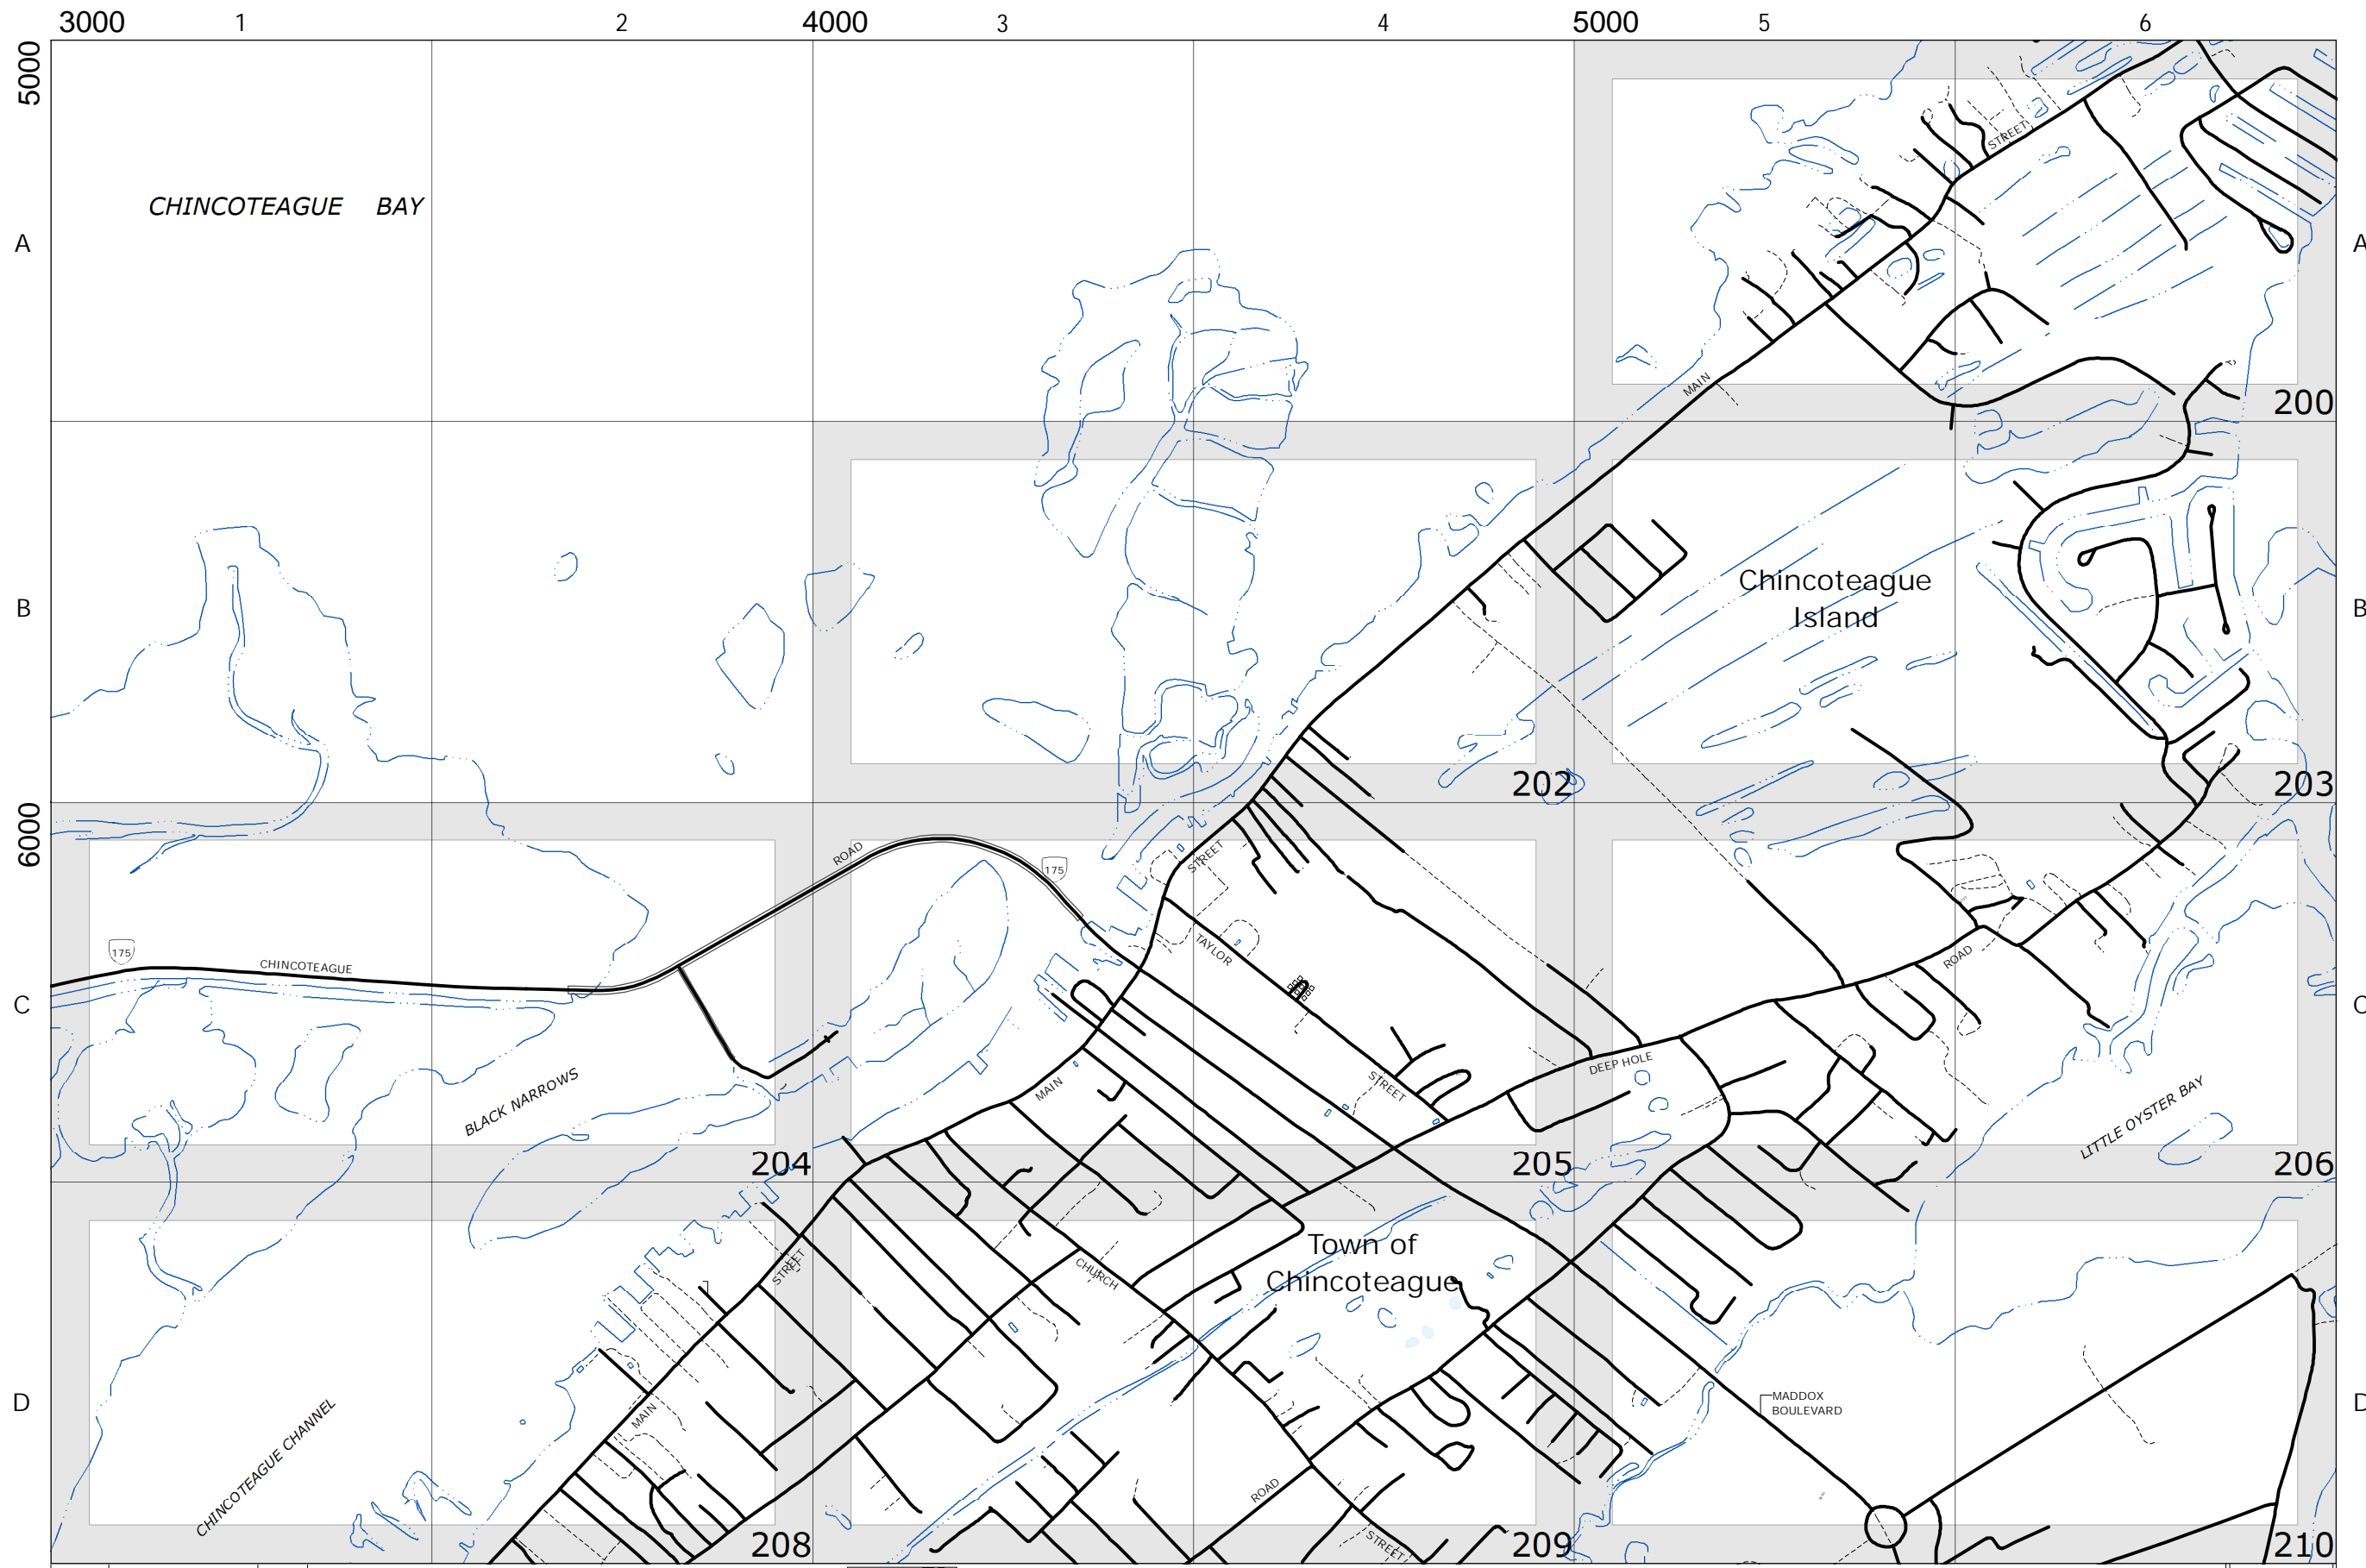 3000 1 2 4000 3 4 5000 5 6
5000
STREET
CHINCOTEAGUE BAY
A A
MAIN
200
B B
Chincoteague
Island
202 203
6000
ROAD
175
STREET
175
CHINCOTEAGUE
TAYLOR
ROAD
C C
DEEP HOLE
MAIN
STREET
BLACK NARROWS
LITTLE OYSTER BAY
204 205 206
Town of
Chincoteague
STREET
CHURCH
D D
MADDOX
BOULEVARD
MAIN
CHINCOTEAGUE CHANNEL
ROAD
STREET
208 209 210